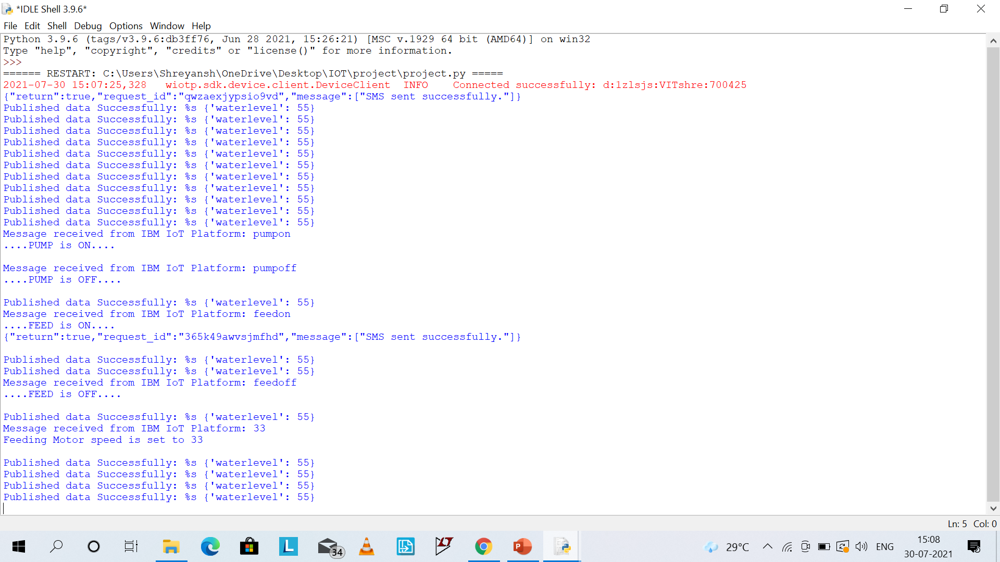 *IDLE Shell 3.9.6*
File Edit Shell Debug Options Window Help
Python 3.9.6 (tags/v3.9.6:db3ff76, Jun 28 2021, 15:26:21) [MSC v.1929 64 bit (AMD64)] on win32
Type "help", "copyright", "credits" or "license()" for more information.
>>>
====== RESTART: C:\Users\Shreyansh\OneDrive\Desktop\IOT\project\project.py =====
2021-07-30 15:07:25,328   wiotp.sdk.device.client.DeviceClient  INFO    Connected successfully: d:1zlsjs:VITshre:700425
{"return":true,"request_id":"qwzaexjypsio9vd","message":["SMS sent successfully."]}
Published data Successfully: %s {'waterlevel': 55}
Published data Successfully: %s {'waterlevel': 55}
Published data Successfully: %s {'waterlevel': 55}
Published data Successfully: %s {'waterlevel': 55}
Published data Successfully: %s {'waterlevel': 55}
Published data Successfully: %s {'waterlevel': 55}
Published data Successfully: %s {'waterlevel': 55}
Published data Successfully: %s {'waterlevel': 55}
Published data Successfully: %s {'waterlevel': 55}
Published data Successfully: %s {'waterlevel': 55}
Published data Successfully: %s {'waterlevel': 55}
Message received from IBM IoT Platform: pumpon
....PUMP is ON....
Message received from IBM IoT Platform: pumpoff
....PUMP is OFF....
Published data Successfully: %s {'waterlevel': 55}
Message received from IBM IoT Platform: feedon
....FEED is ON....
{"return":true,"request_id":"365k49awvsjmfhd","message":["SMS sent successfully."]}
Published data Successfully: %s {'waterlevel': 55}
Published data Successfully: %s {'waterlevel': 55}
Message received from IBM IoT Platform: feedoff
....FEED is OFF....
Published data Successfully: %s {'waterlevel': 55}
Message received from IBM IoT Platform: 33
Feeding Motor speed is set to 33
Published data Successfully: %s {'waterlevel': 55}
Published data Successfully: %s {'waterlevel': 55}
Published data Successfully: %s {'waterlevel': 55}
Published data Successfully: %s {'waterlevel': 55}
Ln: 5 Col: 0
L
34
P
29°C
ENG
15:08
30-07-2021